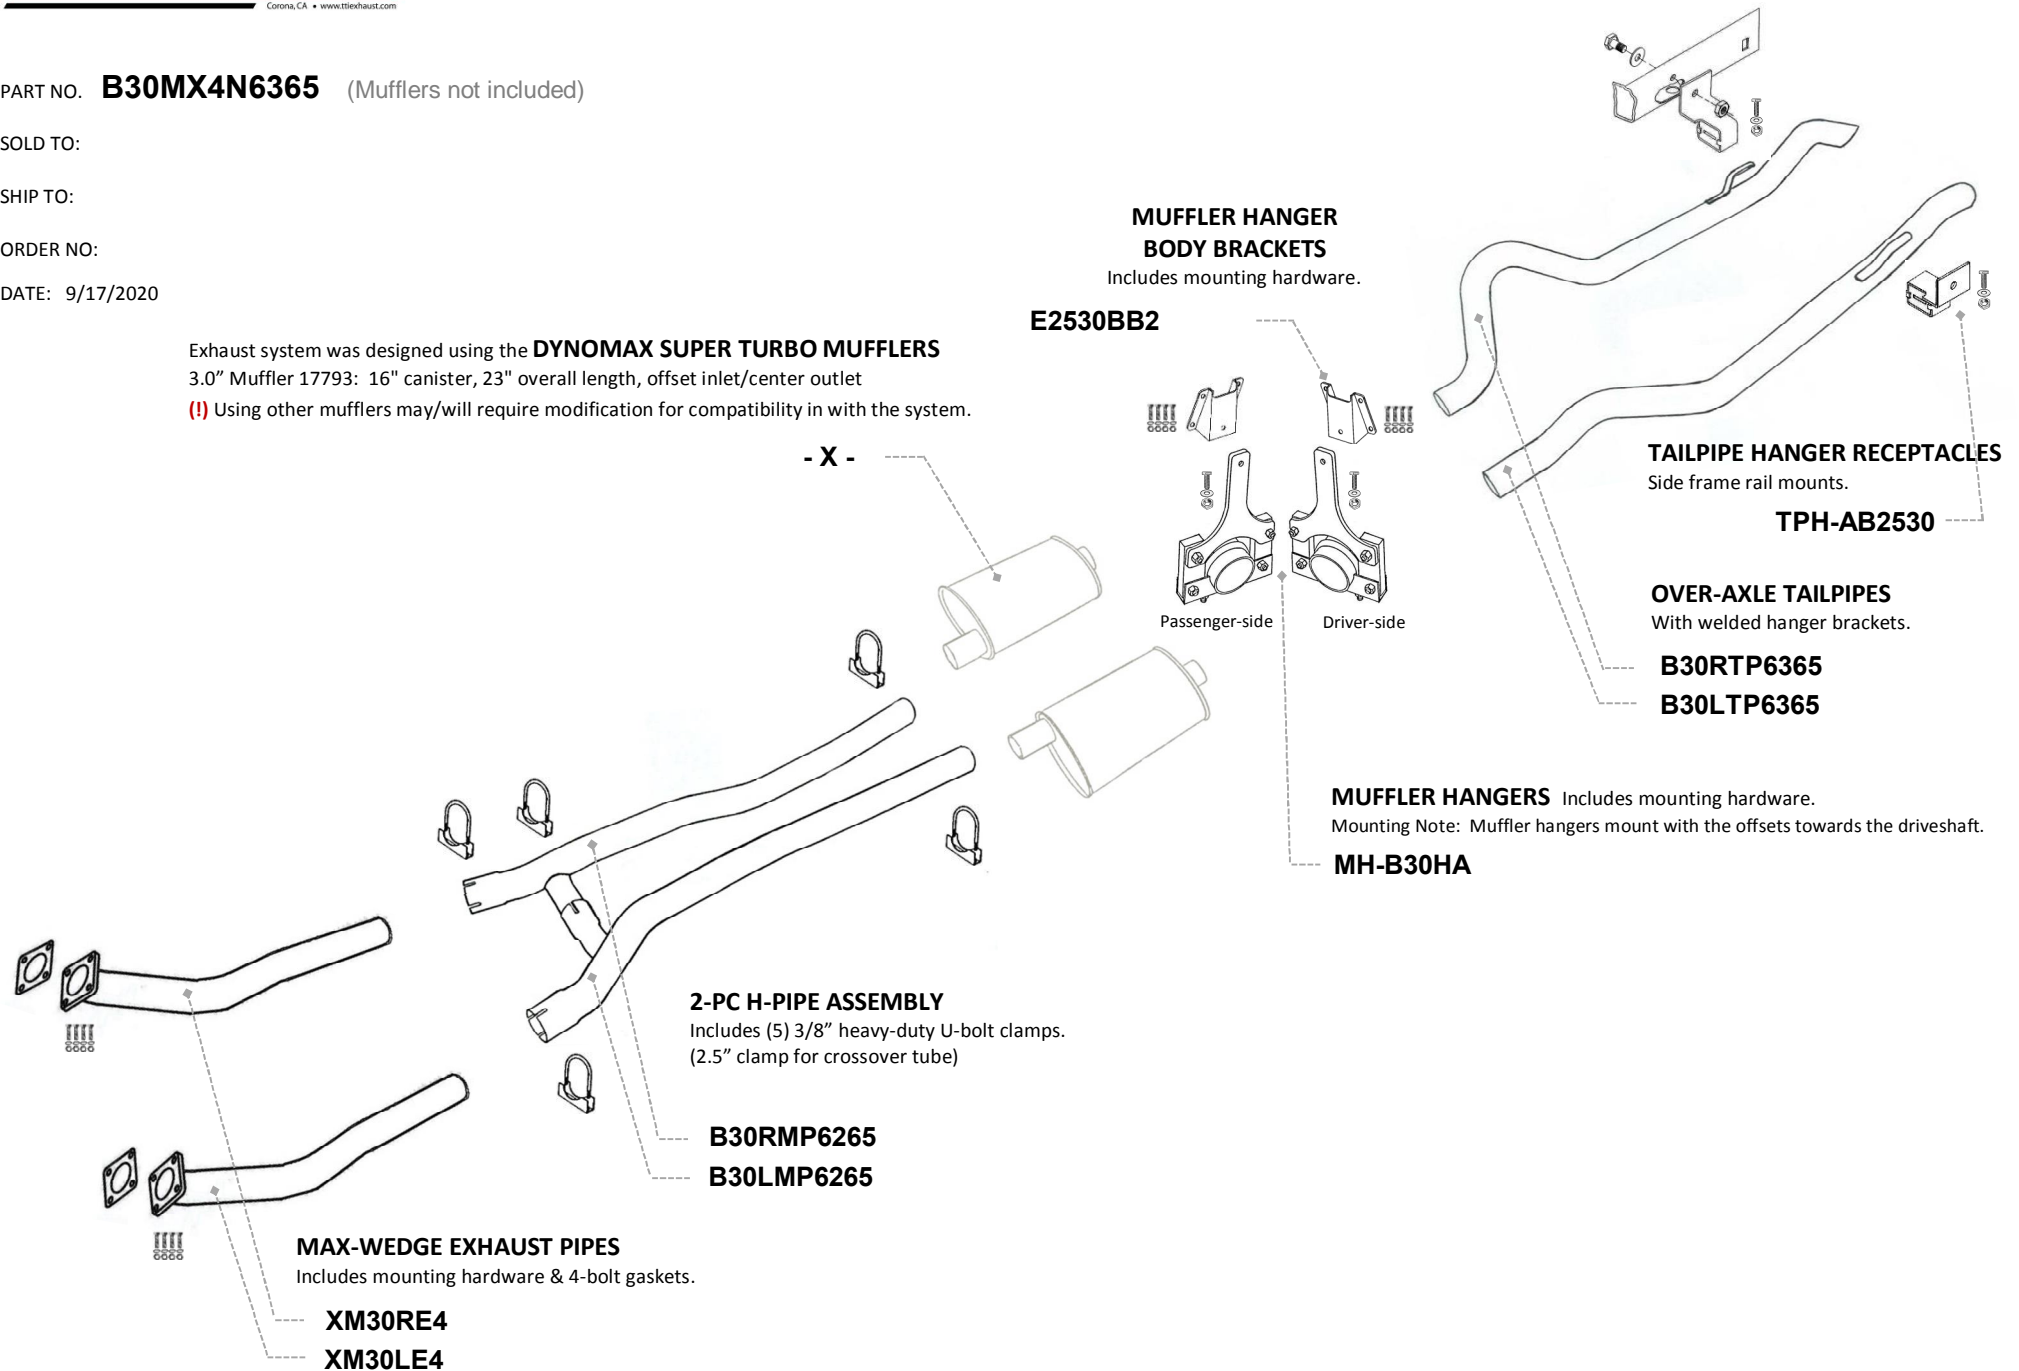 Corona, CA • www.ttiexhaust.com
PART NO. B30MX4N6365 (Mufflers not included)
SOLD TO:
SHIP TO:
ORDER NO:
DATE: 9/17/2020
Exhaust system was designed using the DYNOMAX SUPER TURBO MUFFLERS
3.0” Muffler 17793: 16" canister, 23" overall length, offset inlet/center outlet
(!) Using other mufflers may/will require modification for compatibility in with the system.
- X -
MUFFLER HANGER
BODY BRACKETS
Includes mounting hardware.
E2530BB2
Passenger-side
Driver-side
TAILPIPE HANGER RECEPTACLES
Side frame rail mounts.
TPH-AB2530
OVER-AXLE TAILPIPES
With welded hanger brackets.
B30RTP6365
B30LTP6365
MUFFLER HANGERS Includes mounting hardware.
Mounting Note: Muffler hangers mount with the offsets towards the driveshaft.
MH-B30HA
2-PC H-PIPE ASSEMBLY
Includes (5) 3/8” heavy-duty U-bolt clamps.
(2.5” clamp for crossover tube)
B30RMP6265
B30LMP6265
MAX-WEDGE EXHAUST PIPES
Includes mounting hardware & 4-bolt gaskets.
XM30RE4
XM30LE4